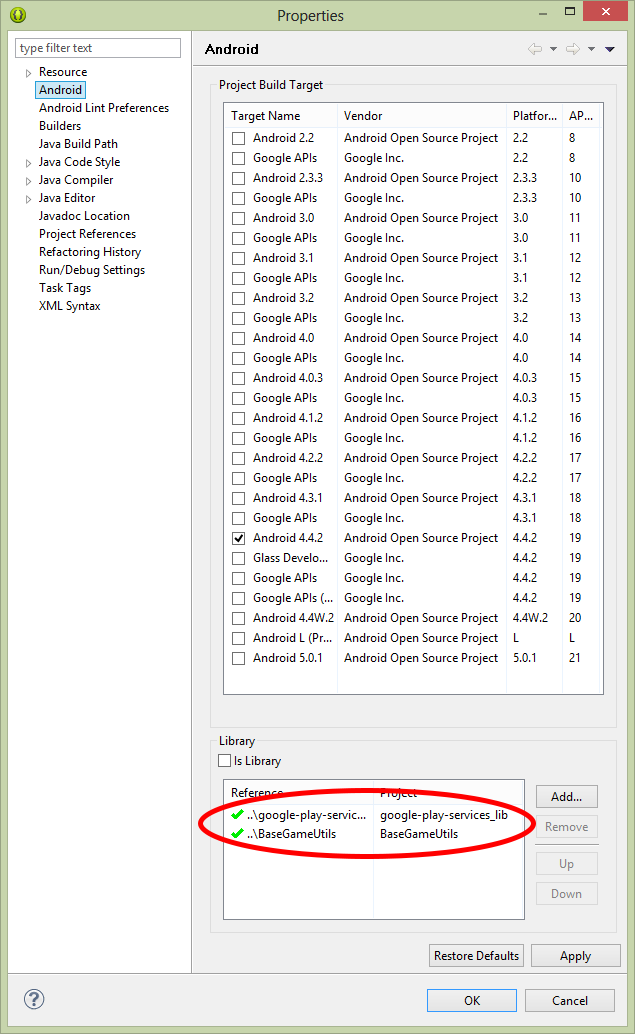 Properties
type filter text
Android
Resource
Android
Android Lint Preferences
Builders
Java Build Path
Java Code Style
Java Compiler
Java Editor
Javadoc Location
Project References
Refactoring History
Run/Debug Settings
Task Tags
XML Syntax
Project Build Target
Target Name Vendor Platfor... AP...
Android 2.2 Android Open Source Project 2.2 8
Google APIs Google Inc. 2.2 8
Android 2.3.3 Android Open Source Project 2.3.3 10
Google APIs Google Inc. 2.3.3 10
Android 3.0 Android Open Source Project 3.0 11
Google APIs Google Inc. 3.0 11
Android 3.1 Android Open Source Project 3.1 12
Google APIs Google Inc. 3.1 12
Android 3.2 Android Open Source Project 3.2 13
Google APIs Google Inc. 3.2 13
Android 4.0 Android Open Source Project 4.0 14
Google APIs Google Inc. 4.0 14
Android 4.0.3 Android Open Source Project 4.0.3 15
Google APIs Google Inc. 4.0.3 15
Android 4.1.2 Android Open Source Project 4.1.2 16
Google APIs Google Inc. 4.1.2 16
Android 4.2.2 Android Open Source Project 4.2.2 17
Google APIs Google Inc. 4.2.2 17
Android 4.3.1 Android Open Source Project 4.3.1 18
Google APIs Google Inc. 4.3.1 18
Android 4.4.2 Android Open Source Project 4.4.2 19
Glass Develo... Google Inc. 4.4.2 19
Google APIs Google Inc. 4.4.2 19
Google APIs (... Google Inc. 4.4.2 19
Android 4.4W.2 Android Open Source Project 4.4W.2 20
Android L (Pr... Android Open Source Project L L
Android 5.0.1 Android Open Source Project 5.0.1 21
Library
Is Library
Reference Project
..\google-play-servic... google-play-services_lib
..\BaseGameUtils BaseGameUtils
Add...
Remove
Up
Down
Restore Defaults Apply
? OK Cancel